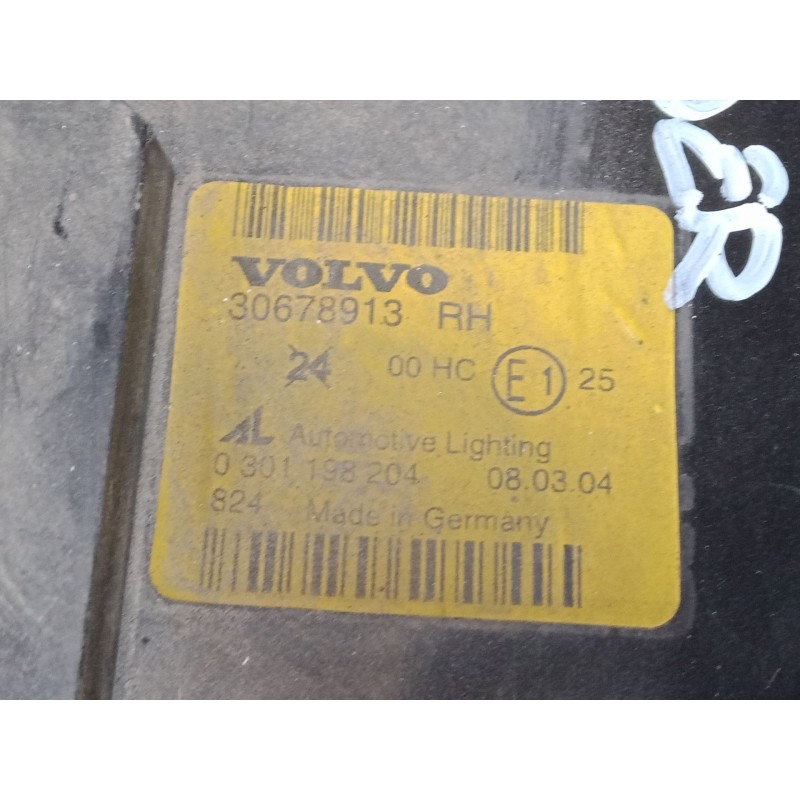 VOLVO
30678913 RH
24 00 HC E1 25
AL Automotive Lighting
0 301 198 204 08.03.04
824 Made in Germany
ER